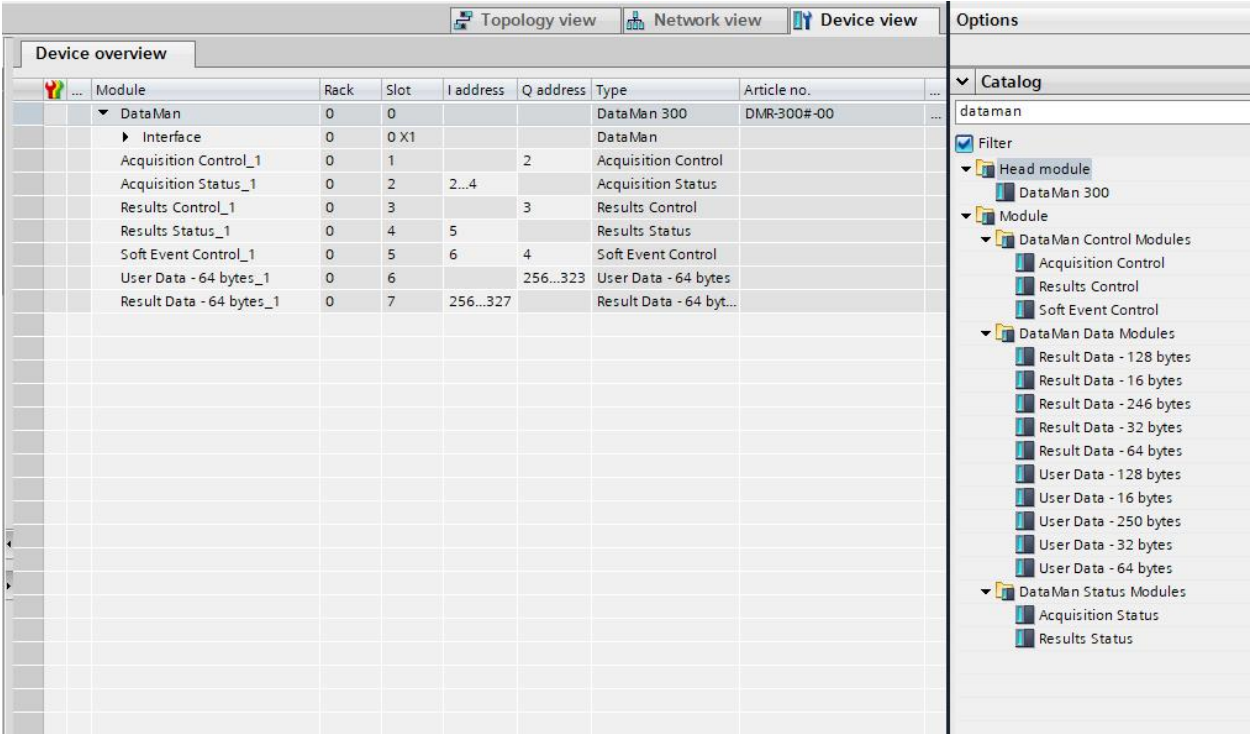 Topology view Network view Device view Options
Device overview
... Module Rack Slot I address Q address Type Article no. ... Catalog
DataMan 0 0 DataMan 300 DMR-300#-00 ... dataman
Interface 0 0 X1 DataMan Filter
Acquisition Control_1 0 1 2 Acquisition Control Head module
Acquisition Status_1 0 2 2...4 Acquisition Status DataMan 300
Results Control_1 0 3 3 Results Control Module
Results Status_1 0 4 5 Results Status DataMan Control Modules
Soft Event Control_1 0 5 6 4 Soft Event Control Acquisition Control
User Data - 64 bytes_1 0 6 256...323 User Data - 64 bytes Results Control
Result Data - 64 bytes_1 0 7 256...327 Result Data - 64 byt... Soft Event Control
DataMan Data Modules
Result Data - 128 bytes
Result Data - 16 bytes
Result Data - 246 bytes
Result Data - 32 bytes
Result Data - 64 bytes
User Data - 128 bytes
User Data - 16 bytes
User Data - 250 bytes
User Data - 32 bytes
User Data - 64 bytes
DataMan Status Modules
Acquisition Status
Results Status